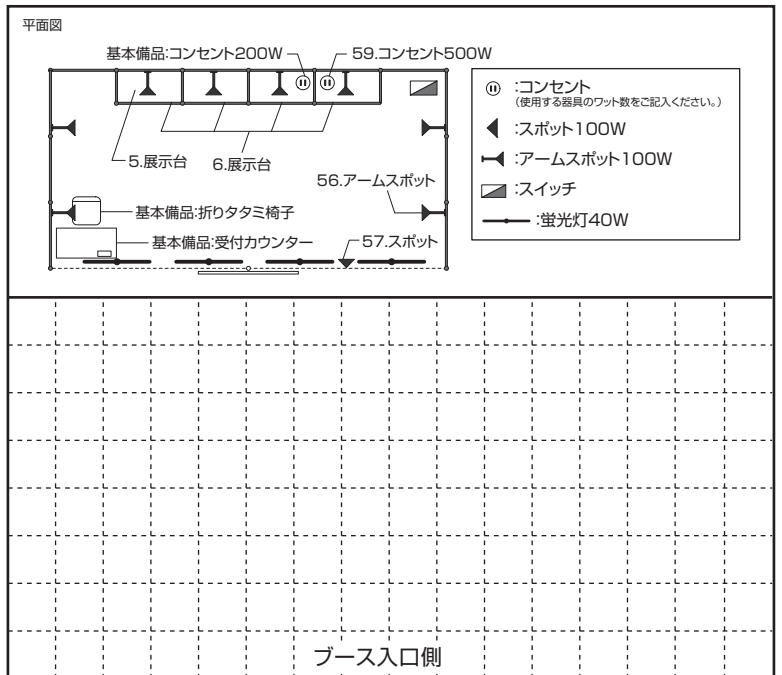 平面図
基本備品:コンセント200W
59.コンセント500W
5.展示台
6.展示台
56.アームスポット
基本備品:折りタタミ椅子
基本備品:受付カウンター
57.スポット
:コンセント
(使用する器具のワット数をご記入ください。)
:スポット100W
:アームスポット100W
:スイッチ
:蛍光灯40W
ブース入口側